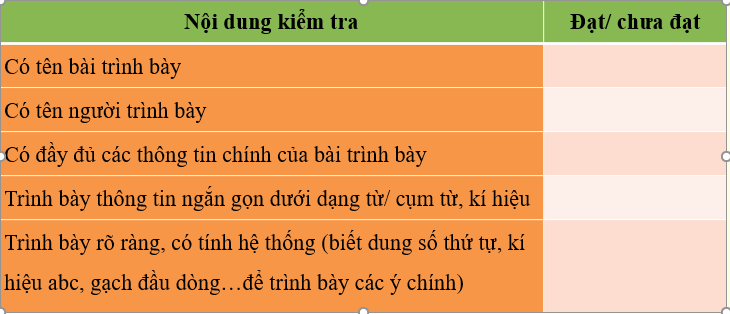 Nội dung kiểm tra Đạt/ chưa đạt
Có tên bài trình bày
Có tên người trình bày
Có đầy đủ các thông tin chính của bài trình bày
Trình bày thông tin ngắn gọn dưới dạng từ/ cụm từ, kí hiệu
Trình bày rõ ràng, có tính hệ thống (biết dung số thứ tự, kí
hiệu abc, gạch đầu dòng…để trình bày các ý chính)